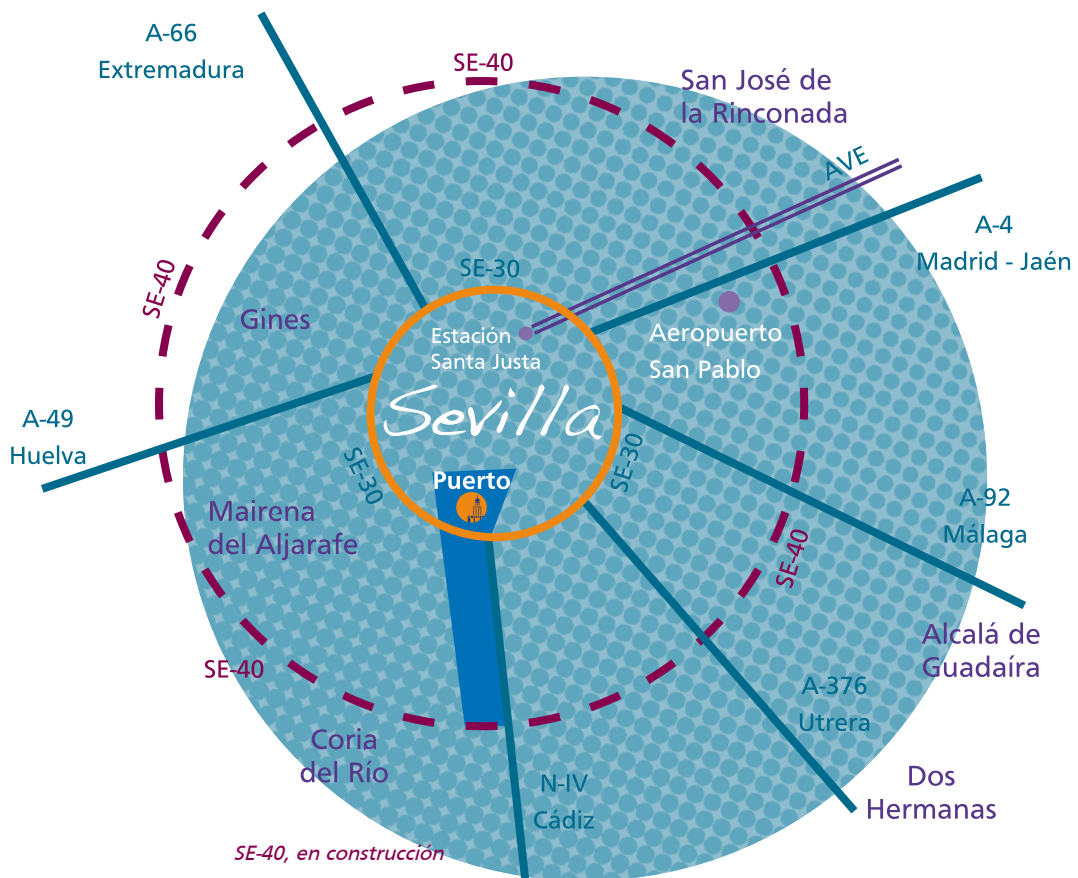 A-66
Extremadura
SE-40
San José de
la Rinconada
AVE
A-4
Madrid - Jaén
SE-40
SE-30
Gines
Estación
Santa Justa
Aeropuerto
San Pablo
Sevilla
A-49
Huelva
SE-30
SE-30
Puerto
Mairena
del Aljarafe
A-92
Málaga
SE-40
Alcalá de
Guadaíra
SE-40
A-376
Utrera
Coria
del Río
Dos
Hermanas
N-IV
Cádiz
SE-40, en construcción